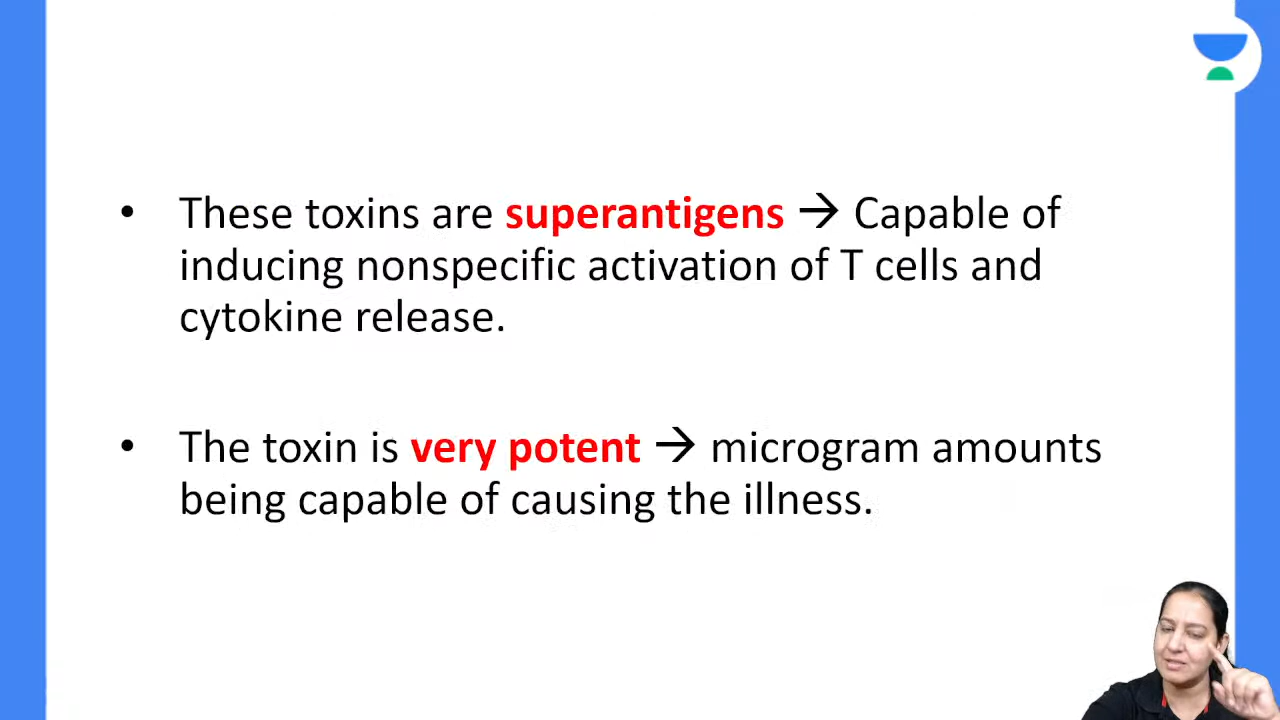 • These toxins are superantigens → Capable of
inducing nonspecific activation of T cells and
cytokine release.
• The toxin is very potent → microgram amounts
being capable of causing the illness.